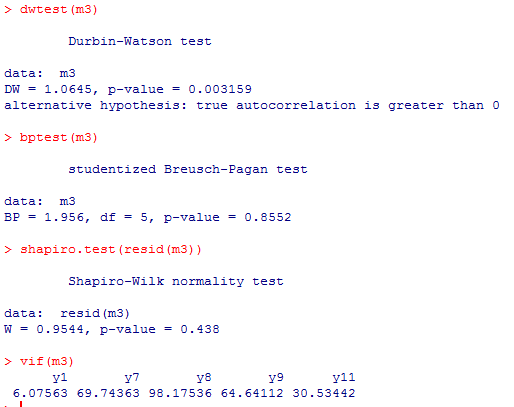 > dwtest(m3)
Durbin-Watson test
data:  m3
DW = 1.0645, p-value = 0.003159
alternative hypothesis: true autocorrelation is greater than 0
> bptest(m3)
studentized Breusch-Pagan test
data:  m3
BP = 1.956, df = 5, p-value = 0.8552
> shapiro.test(resid(m3))
Shapiro-Wilk normality test
data:  resid(m3)
W = 0.9544, p-value = 0.438
> vif(m3)
y1 y7 y8 y9 y11
6.07563 69.74363 98.17536 64.64112 30.53442